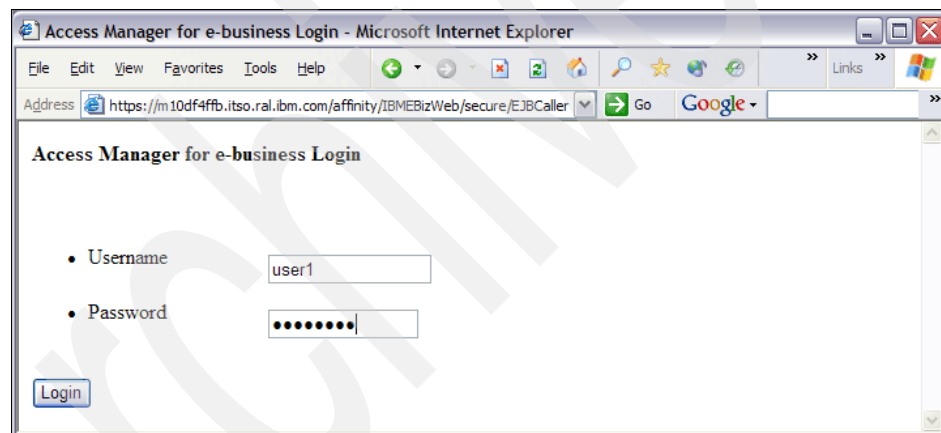 Access Manager for e-business Login - Microsoft Internet Explorer
File Edit View Favorites Tools Help » Links »
Address https://m10df4ffb.itso.ral.ibm.com/affinity/IBMEBizWeb/secure/EJBCaller Go Google »
Access Manager for e-business Login
• Username user1
• Password ••••••••
Login